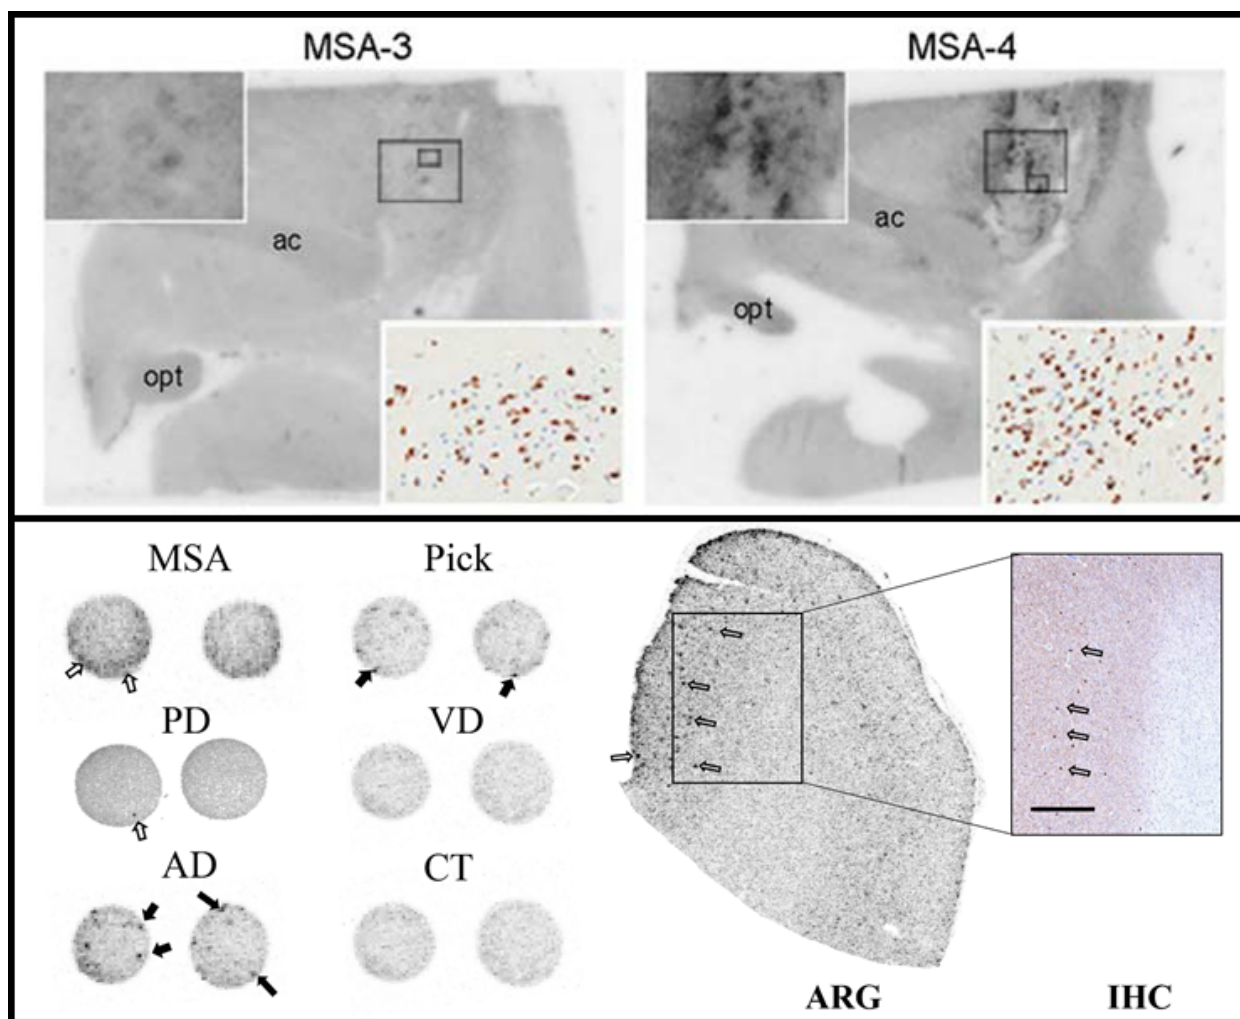 MSA-3 MSA-4
ac ac
opt opt
MSA Pick
PD VD
AD CT
ARG IHC